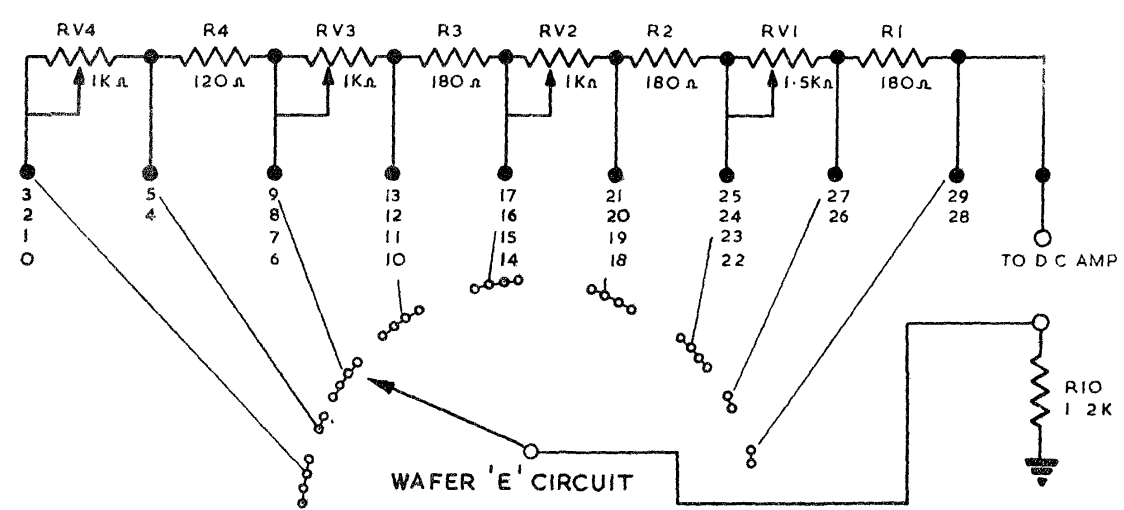 RV4 R4 RV3 R3 RV2 R2 RV1 R1
1KΩ 120Ω 1KΩ 180Ω 1KΩ 180Ω 1·5KΩ 180Ω
3 5 9 13 17 21 25 27 29
2 4 8 12 16 20 24 26 28
1 7 11 15 19 23
0 6 10 14 18 22
TO D C AMP
R10
1 2K
WAFER 'E' CIRCUIT